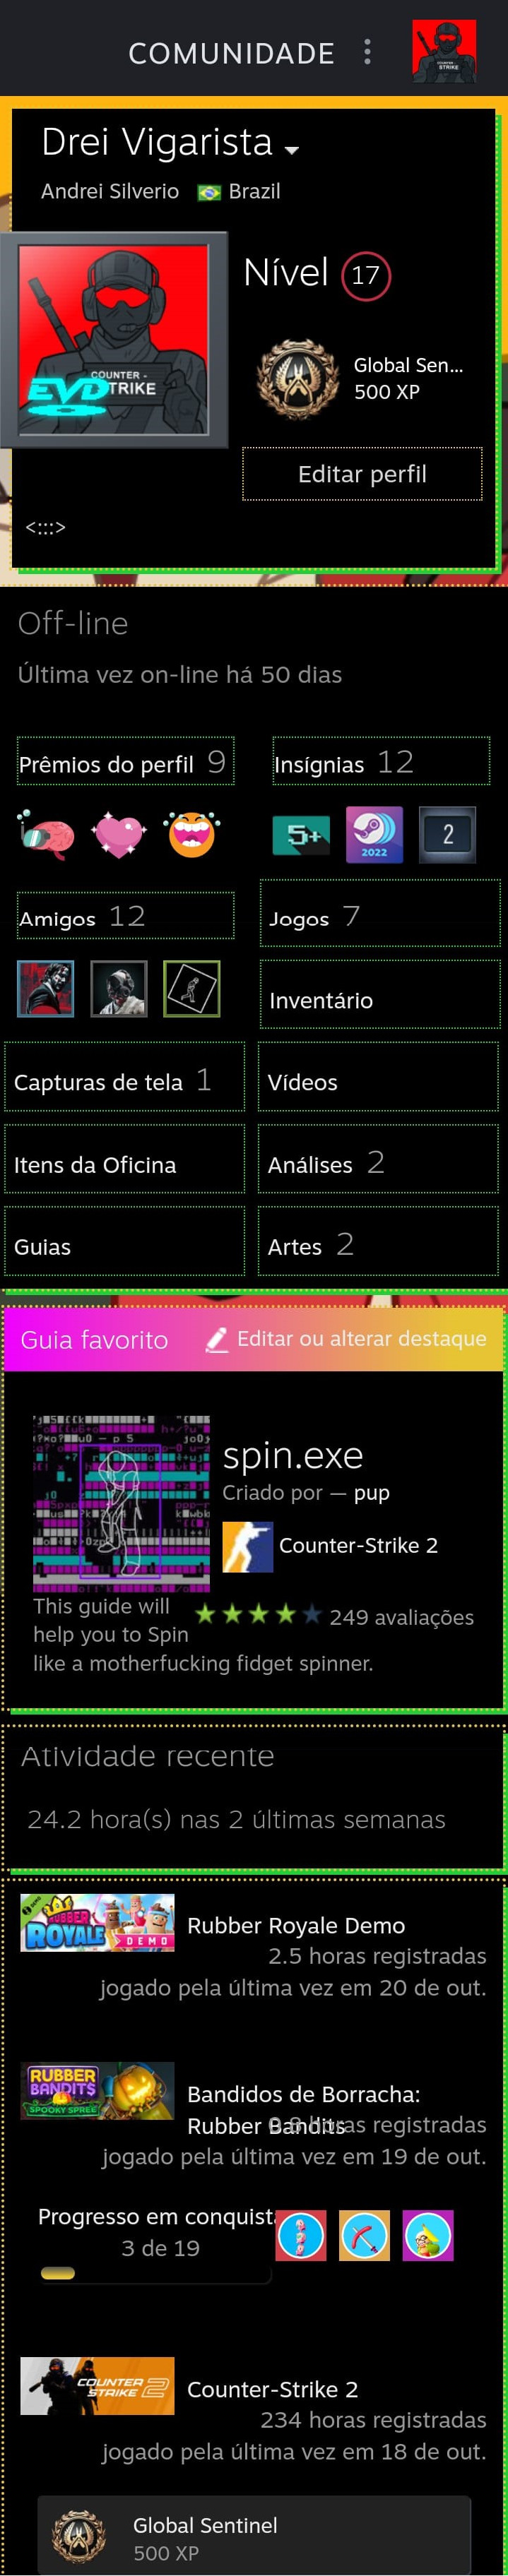 COMUNIDADE
COUNTER
STRIKE
Drei Vigarista
Andrei Silverio Brazil
Nível 17
COUNTER -
TRIKE
EVD
Global Sen...
500 XP
Editar perfil
<:::>
Off-line
Última vez on-line há 50 dias
Prêmios do perfil 9
Insígnias 12
5+
2022
2
Amigos 12
Jogos 7
Inventário
Capturas de tela 1
Vídeos
Itens da Oficina
Análises 2
Guias
Artes 2
Guia favorito
Editar ou alterar destaque
spin.exe
Criado por — pup
Counter-Strike 2
This guide will
249 avaliações
help you to Spin
like a motherfucking fidget spinner.
Atividade recente
24.2 hora(s) nas 2 últimas semanas
RUBBER
ROYALE
DEMO
Rubber Royale Demo
2.5 horas registradas
jogado pela última vez em 20 de out.
RUBBER
BANDITS
SPOOKY SPREE
Bandidos de Borracha:
Rubber Bandits
horas registradas
jogado pela última vez em 19 de out.
Progresso em conquist
3 de 19
COUNTER
STRIKE 2
Counter-Strike 2
234 horas registradas
jogado pela última vez em 18 de out.
Global Sentinel
500 XP